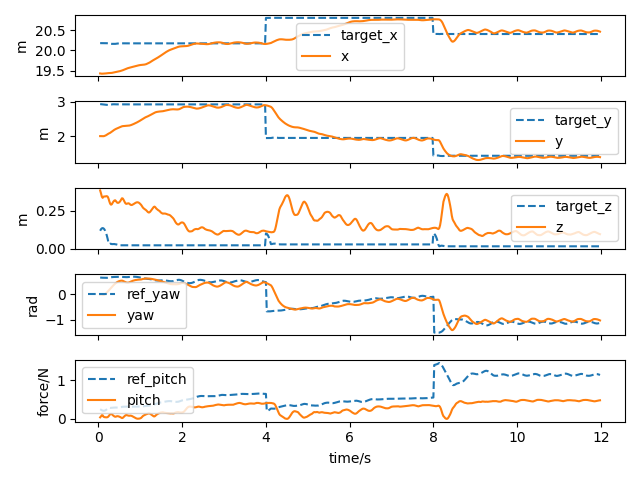 20.5
20.0
19.5
m
target_x
x
3
2
m
target_y
y
0.25
0.00
m
target_z
z
0
−1
rad
ref_yaw
yaw
1
0
force/N
ref_pitch
pitch
0 2 4 6 8 10 12
time/s